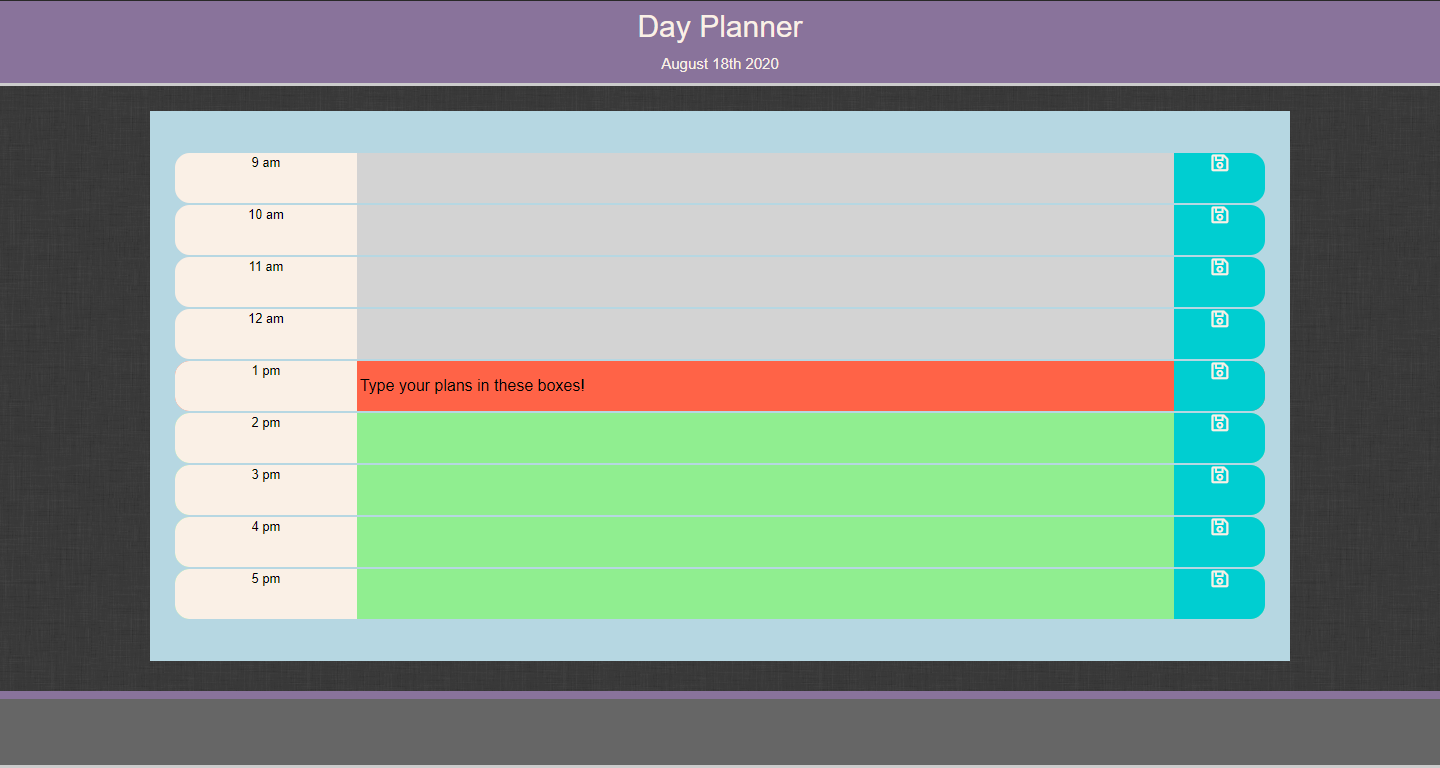 Day Planner
August 18th 2020
9 am
10 am
11 am
12 am
1 pm
Type your plans in these boxes!
2 pm
3 pm
4 pm
5 pm